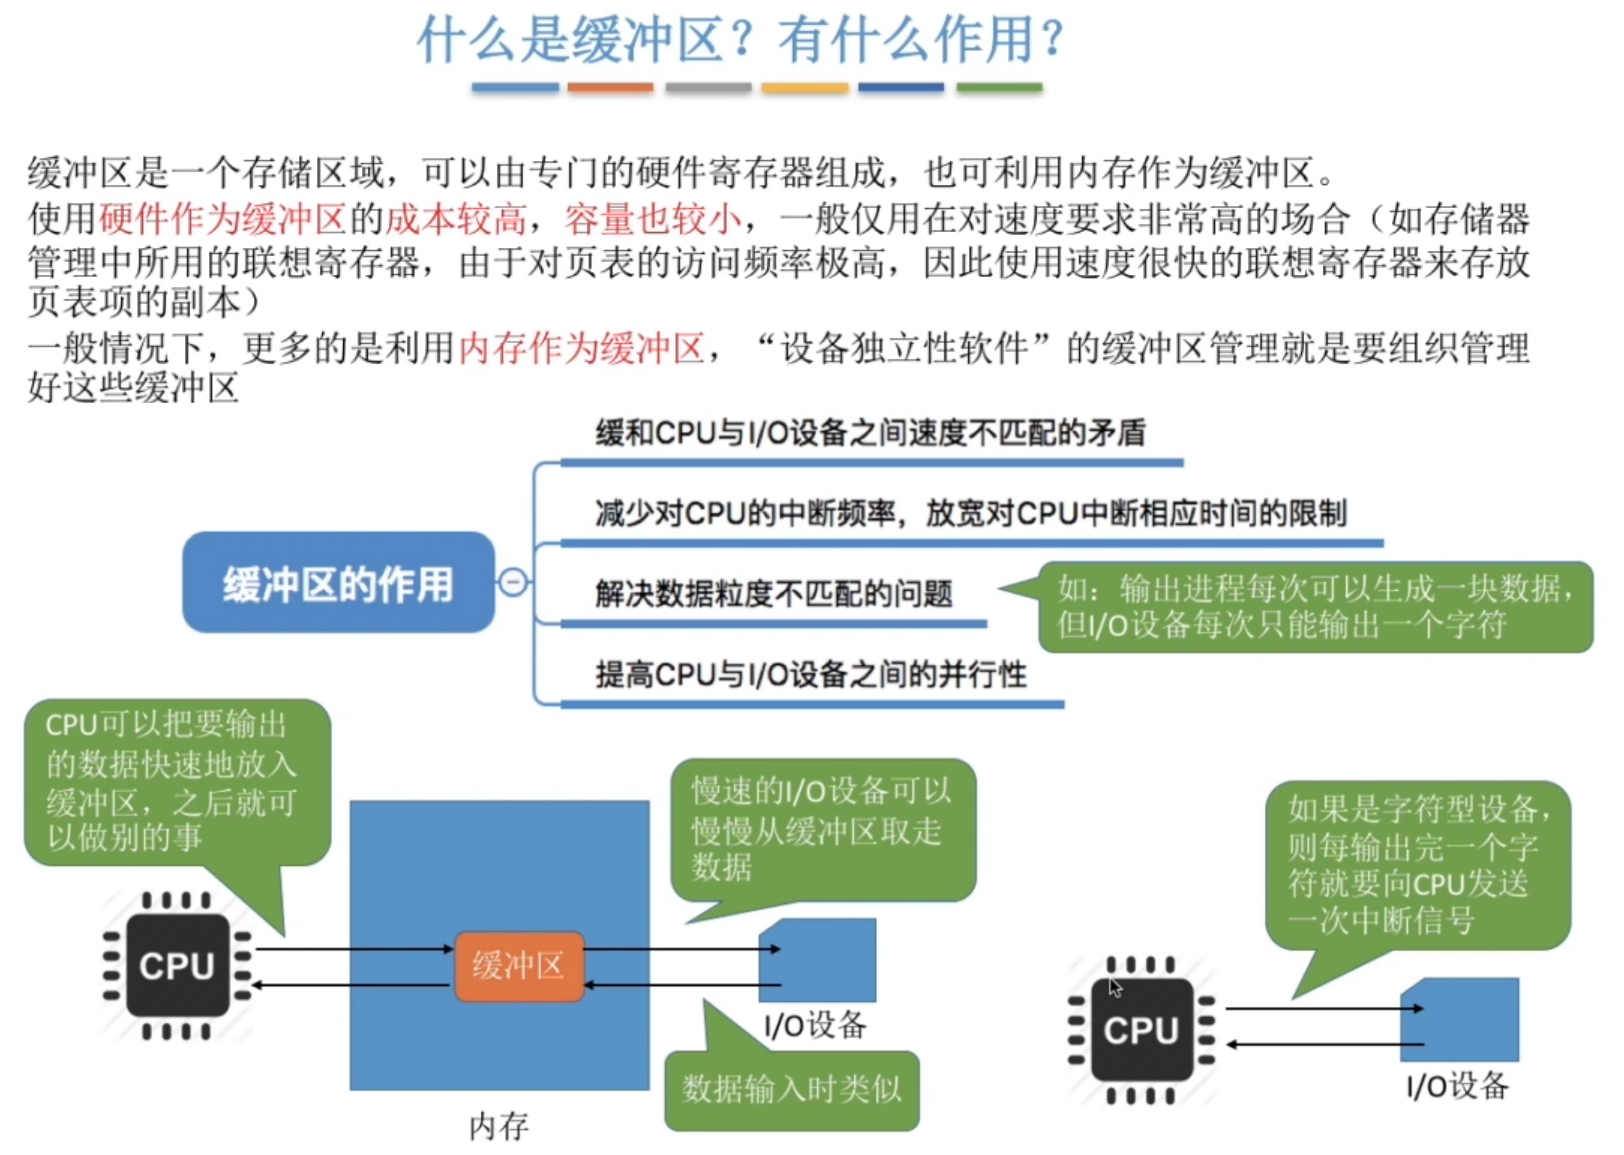 什么是缓冲区？有什么作用？
缓冲区是一个存储区域，可以由专门的硬件寄存器组成，也可利用内存作为缓冲区。
使用硬件作为缓冲区的成本较高，容量也较小，一般仅用在对速度要求非常高的场合（如存储器
管理中所用的联想寄存器，由于对页表的访问频率极高，因此使用速度很快的联想寄存器来存放
页表项的副本）
一般情况下，更多的是利用内存作为缓冲区，“设备独立性软件”的缓冲区管理就是要组织管理
好这些缓冲区
缓冲区的作用
缓和CPU与I/O设备之间速度不匹配的矛盾
减少对CPU的中断频率，放宽对CPU中断相应时间的限制
解决数据粒度不匹配的问题
如：输出进程每次可以生成一块数据，
但I/O设备每次只能输出一个字符
提高CPU与I/O设备之间的并行性
CPU可以把要输出
的数据快速地放入
缓冲区，之后就可
以做别的事
慢速的I/O设备可以
慢慢从缓冲区取走
数据
CPU
缓冲区
I/O设备
数据输入时类似
内存
如果是字符型设备，
则每输出完一个字
符就要向CPU发送
一次中断信号
CPU
I/O设备